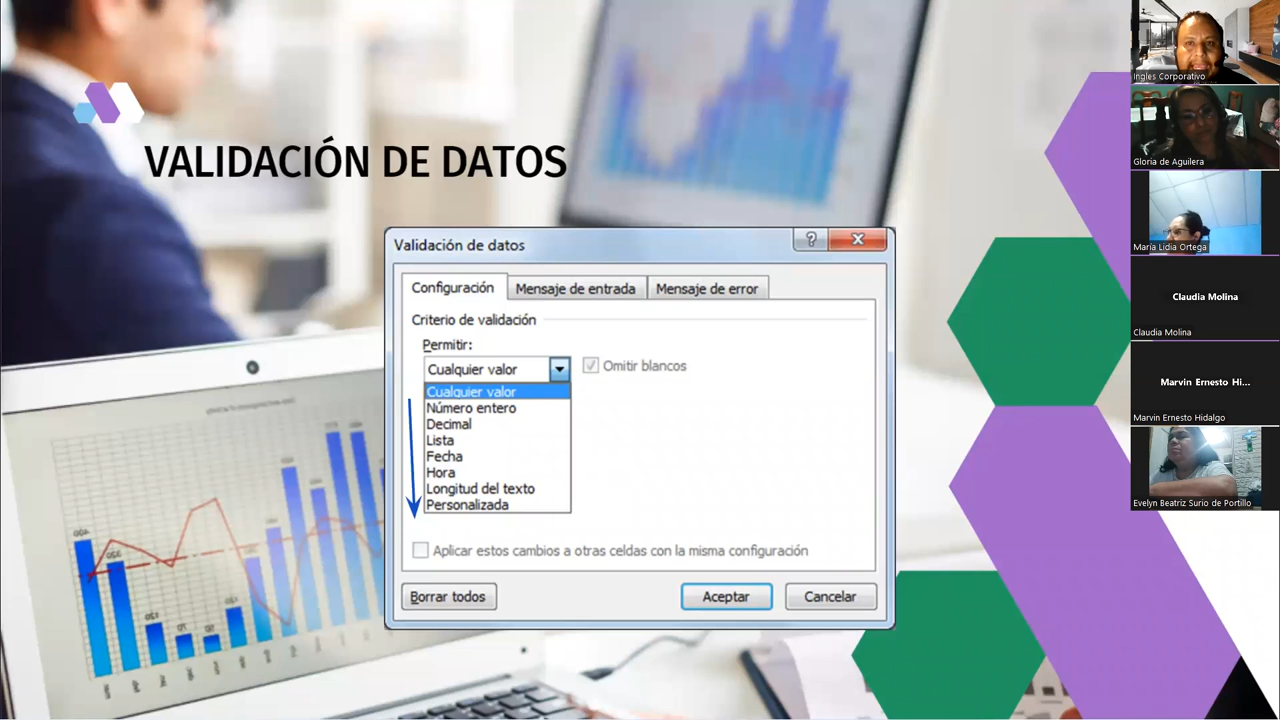 VALIDACIÓN DE DATOS
Validación de datos
?
Configuración
Mensaje de entrada
Mensaje de error
Criterio de validación
Permitir:
Cualquier valor
Omitir blancos
Cualquier valor
Número entero
Decimal
Lista
Fecha
Hora
Longitud del texto
Personalizada
Aplicar estos cambios a otras celdas con la misma configuración
Borrar todos
Aceptar
Cancelar
Ingles Corporativo
Gloria de Aguilera
María Lidia Ortega
Claudia Molina
Claudia Molina
Marvin Ernesto Hi...
Marvin Ernesto Hidalgo
Evelyn Beatriz Surio de Portillo